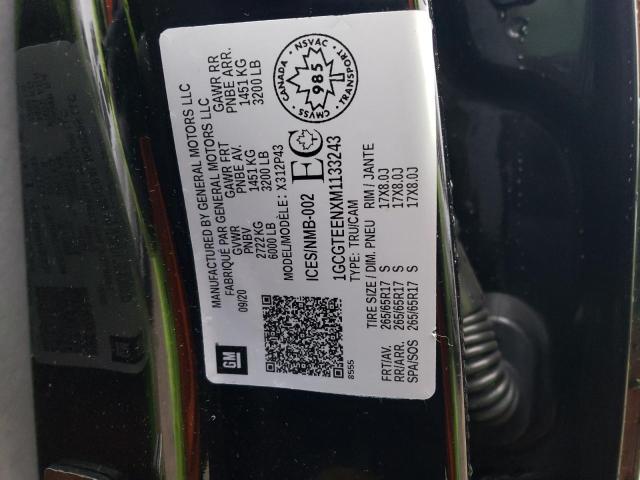 MANUFACTURED BY GENERAL MOTORS LLC
FABRIQUÉ PAR GENERAL MOTORS LLC
GVWR GAWR FRT GAWR RR
PNBV PNBE AV. PNBE ARR.
09/20 2722 KG 1451 KG 1451 KG
6000 LB 3200 LB 3200 LB
MODEL/MODÈLE: X312P43
ICES/NMB-002 EC
CANADA NSVAC TRANSPORT CMVSS
985
1GCGTEENXM1133243
TYPE: TRU/CAM
TIRE SIZE / DIM. PNEU RIM / JANTE
FRT/AV. 265/65R17 S 17X8.0J
RR/ARR. 265/65R17 S 17X8.0J
SPA/SOS 265/65R17 S 17X8.0J
GM
8555